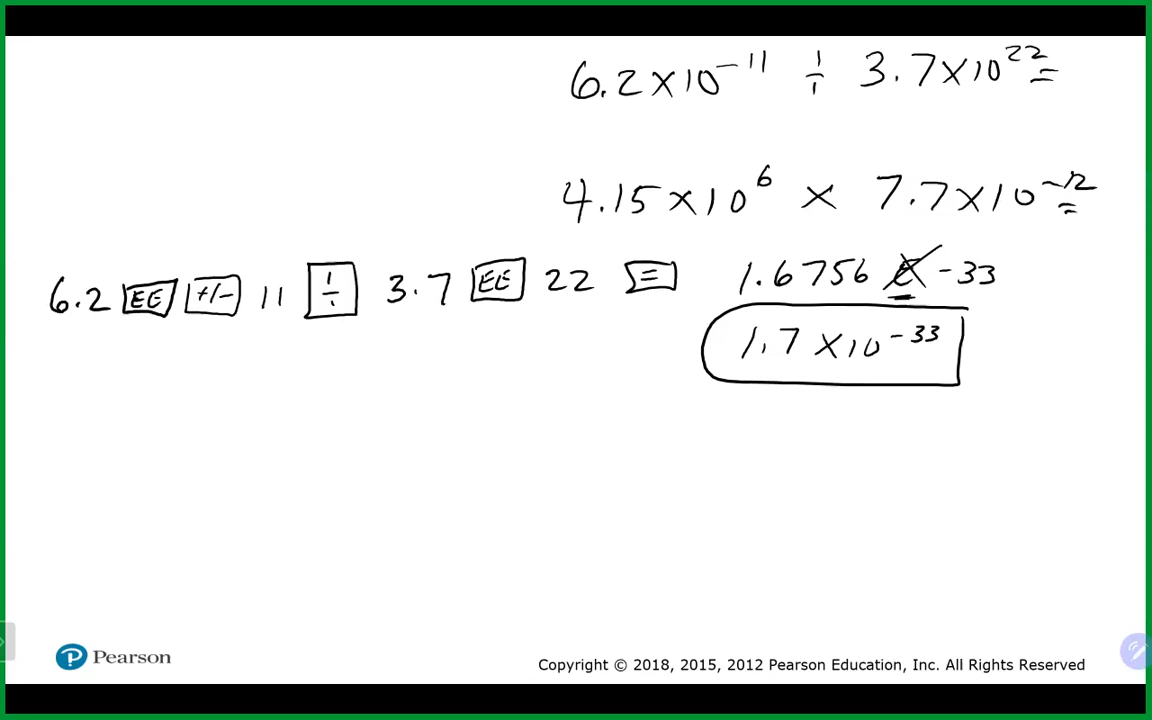 6.2×10⁻¹¹ ÷ 3.7×10²² =
4.15×10⁶ × 7.7×10⁻¹² =
6.2 EE +/- 11 ÷ 3.7 EE 22 = 1.6756 E -33
1.7 ×10⁻³³
Pearson
Copyright © 2018, 2015, 2012 Pearson Education, Inc. All Rights Reserved